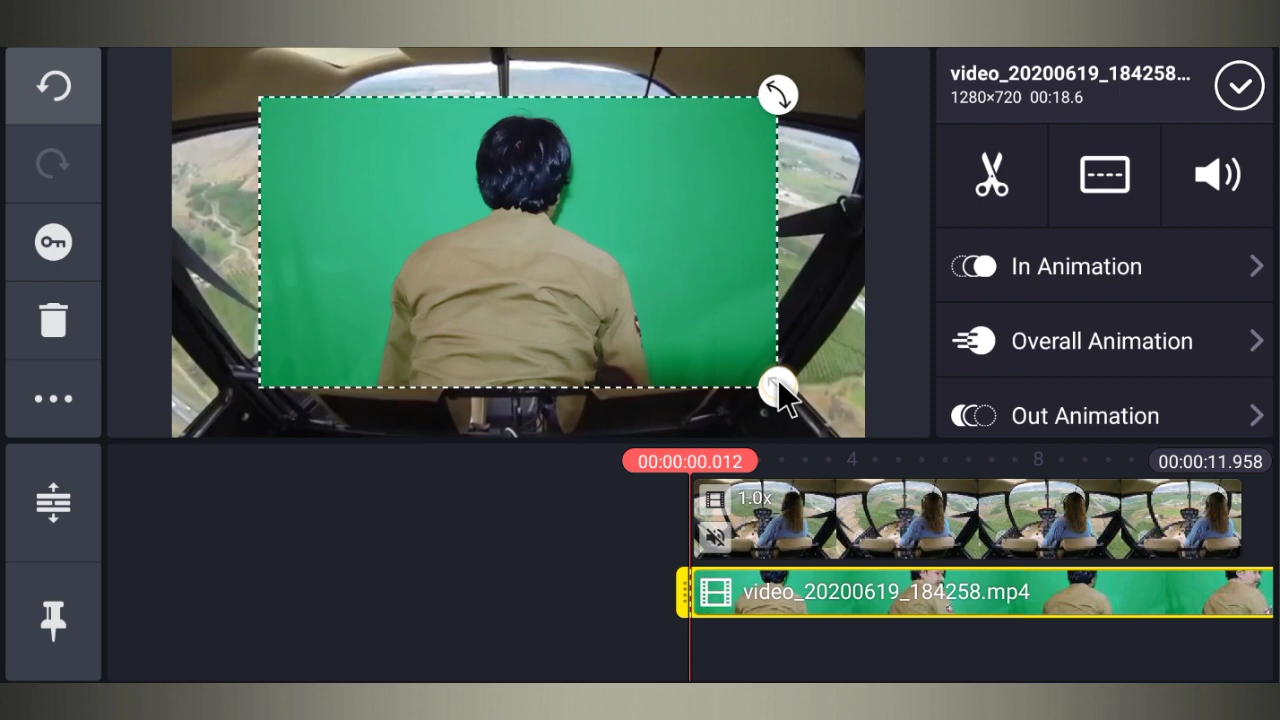 video_20200619_184258...
1280×720 00:18.6
In Animation
Overall Animation
Out Animation
00:00:00.012
4
8
00:00:11.958
1.0x
video_20200619_184258.mp4